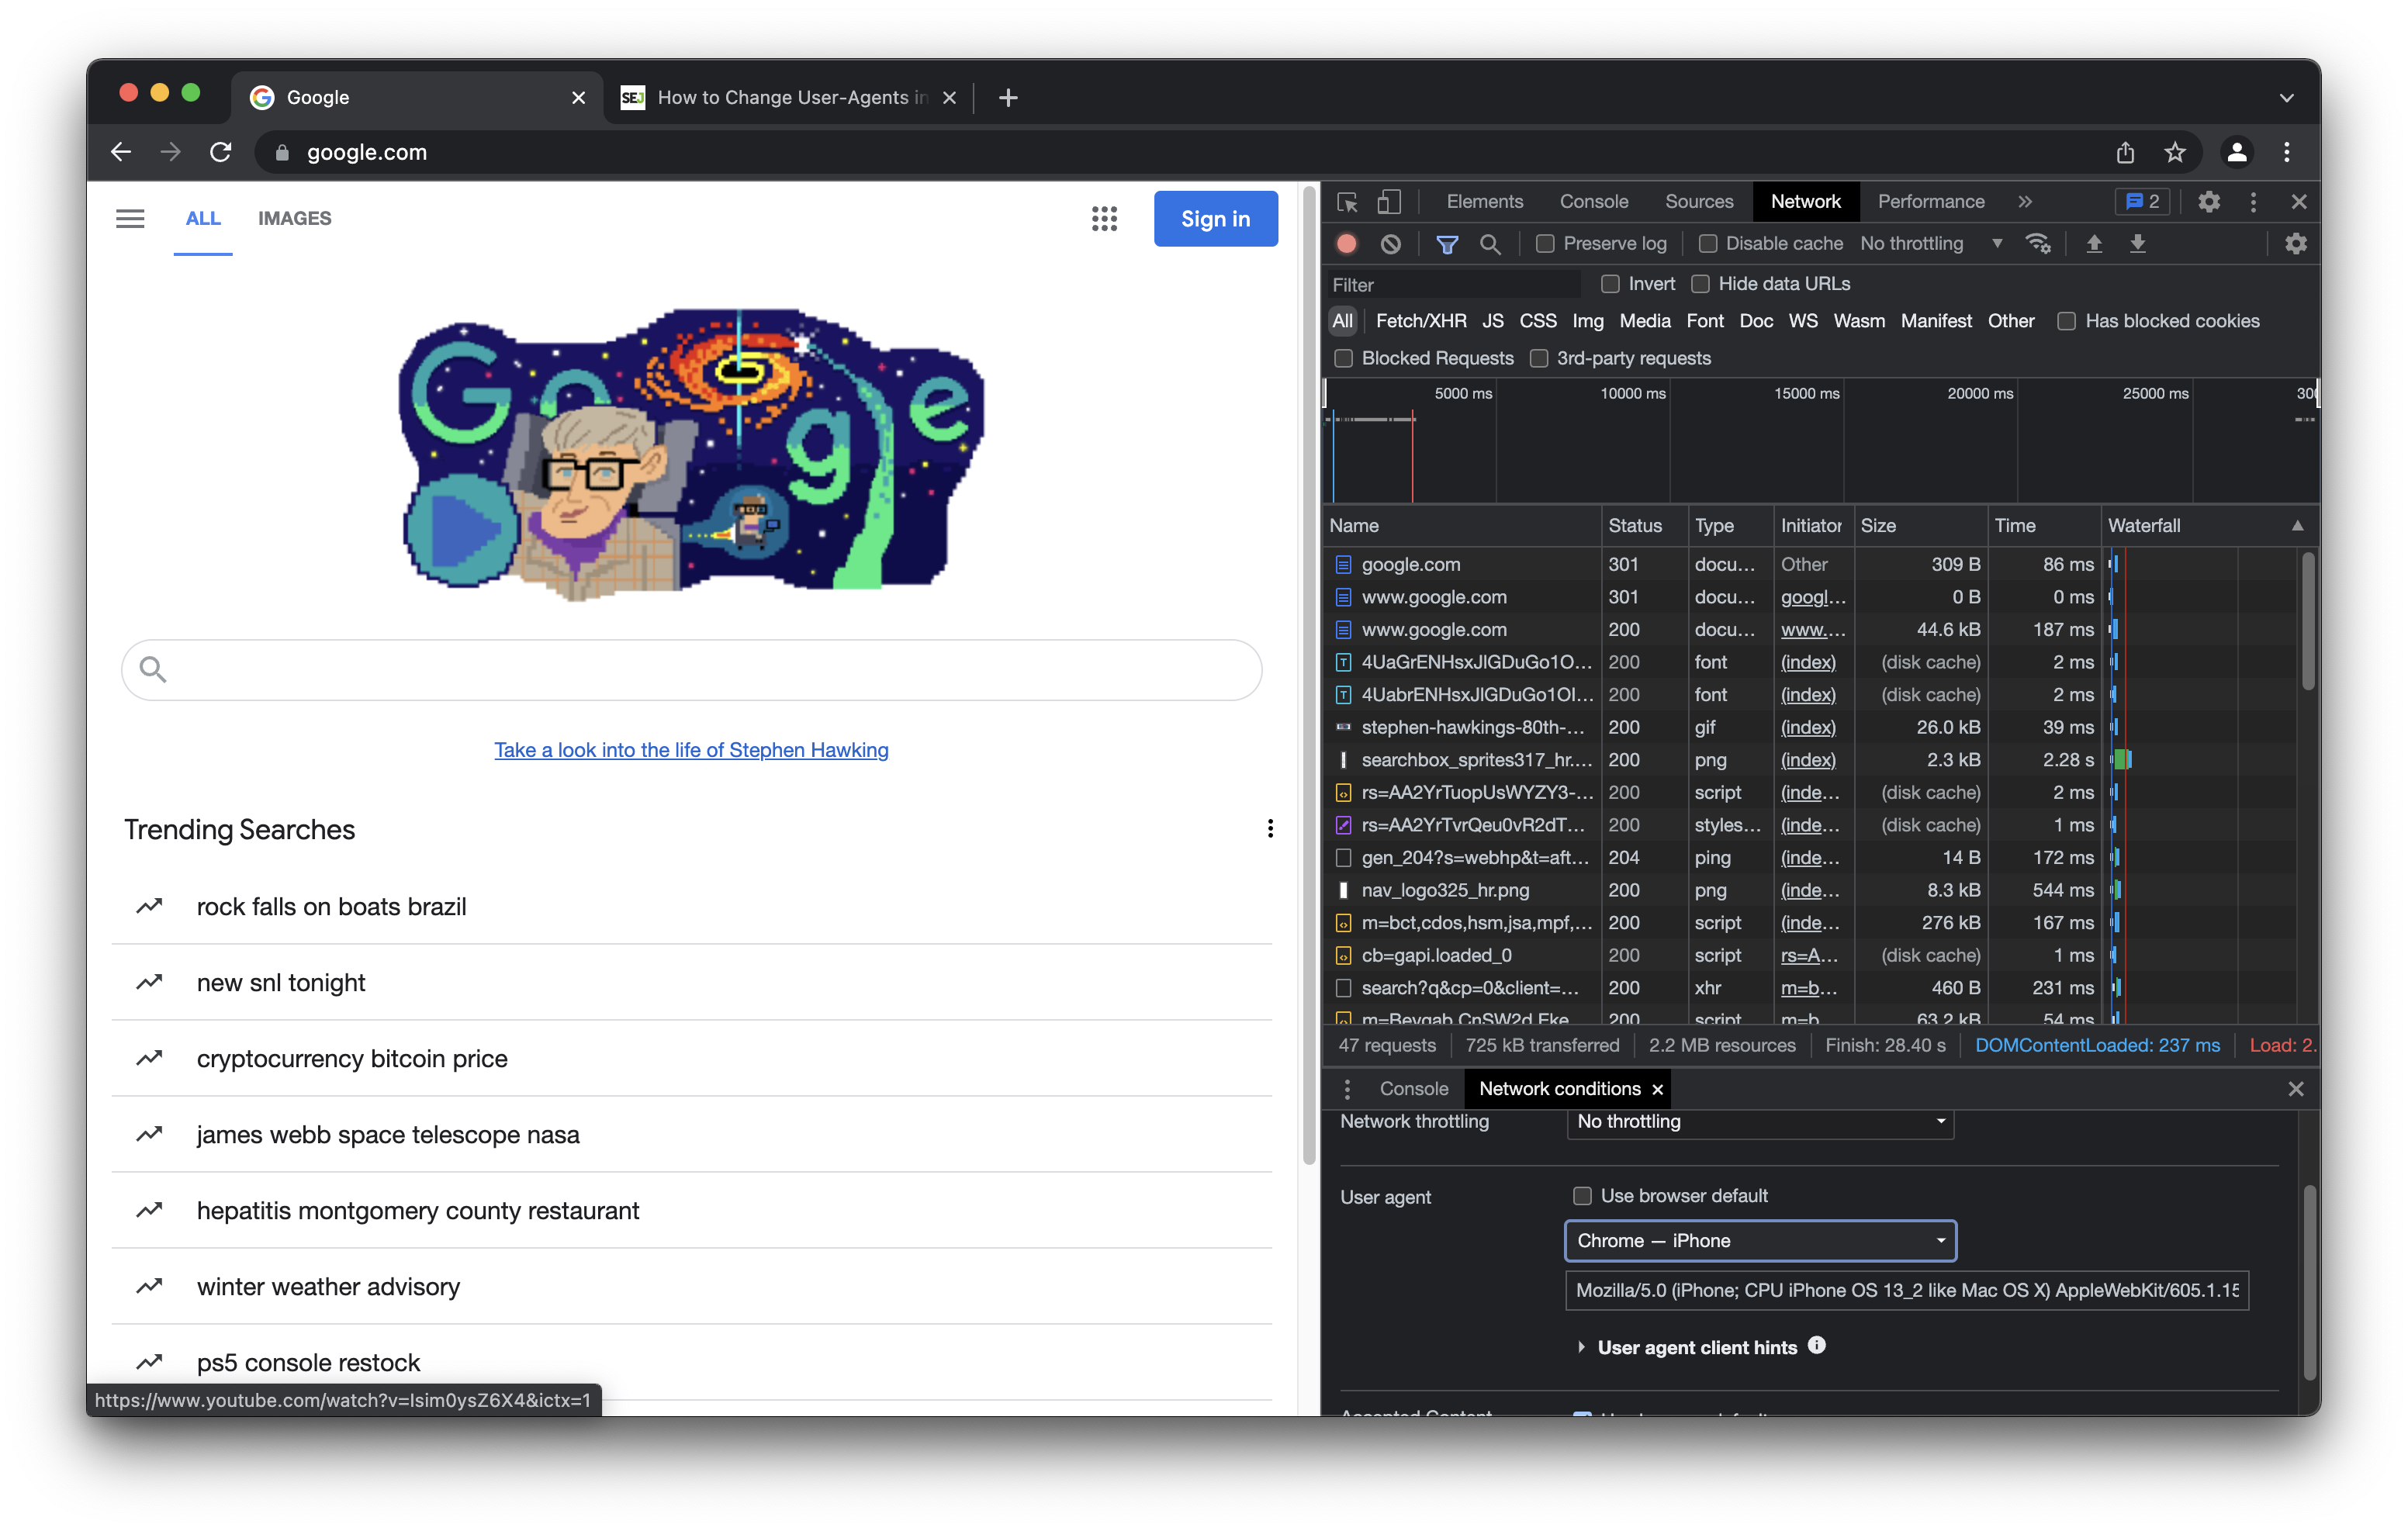 Google
SEJ How to Change User-Agents in
google.com
ALL IMAGES Sign in
Google
Take a look into the life of Stephen Hawking
Trending Searches
rock falls on boats brazil
new snl tonight
cryptocurrency bitcoin price
james webb space telescope nasa
hepatitis montgomery county restaurant
winter weather advisory
ps5 console restock
https://www.youtube.com/watch?v=Isim0ysZ6X4&ictx=1
Elements Console Sources Network Performance 2
Preserve log Disable cache No throttling
Filter Invert Hide data URLs
All Fetch/XHR JS CSS Img Media Font Doc WS Wasm Manifest Other Has blocked cookies
Blocked Requests 3rd-party requests
5000 ms 10000 ms 15000 ms 20000 ms 25000 ms 300
Name Status Type Initiator Size Time Waterfall
google.com 301 docu... Other 309 B 86 ms
www.google.com 301 docu... googl... 0 B 0 ms
www.google.com 200 docu... www.... 44.6 kB 187 ms
4UaGrENHsxJlGDuGo1O... 200 font (index) (disk cache) 2 ms
4UabrENHsxJlGDuGo1Ol... 200 font (index) (disk cache) 2 ms
stephen-hawkings-80th-... 200 gif (index) 26.0 kB 39 ms
searchbox_sprites317_hr.... 200 png (index) 2.3 kB 2.28 s
rs=AA2YrTuopUsWYZY3-... 200 script (inde... (disk cache) 2 ms
rs=AA2YrTvrQeu0vR2dT... 200 styles... (inde... (disk cache) 1 ms
gen_204?s=webhp&t=aft... 204 ping (inde... 14 B 172 ms
nav_logo325_hr.png 200 png (inde... 8.3 kB 544 ms
m=bct,cdos,hsm,jsa,mpf,... 200 script (inde... 276 kB 167 ms
cb=gapi.loaded_0 200 script rs=A... (disk cache) 1 ms
search?q&cp=0&client=... 200 xhr m=b... 460 B 231 ms
200 script m=b 63.2 kB 54 ms
47 requests 725 kB transferred 2.2 MB resources Finish: 28.40 s DOMContentLoaded: 237 ms Load: 2.
Console Network conditions
Network throttling No throttling
User agent Use browser default
Chrome — iPhone
Mozilla/5.0 (iPhone; CPU iPhone OS 13_2 like Mac OS X) AppleWebKit/605.1.15
User agent client hints